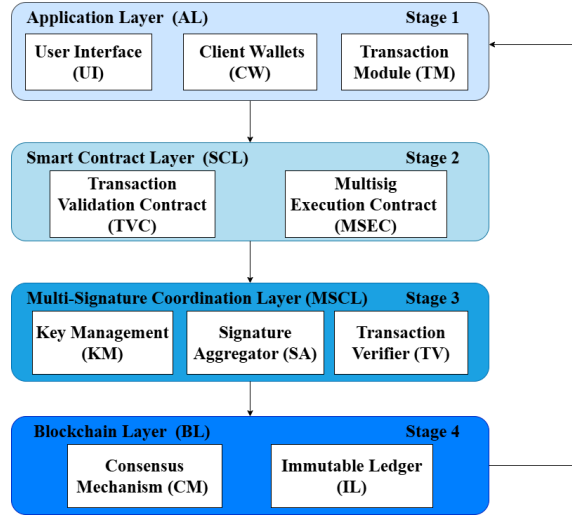 Application Layer (AL) Stage 1
User Interface
(UI)
Client Wallets
(CW)
Transaction
Module (TM)
Smart Contract Layer (SCL) Stage 2
Transaction
Validation Contract
(TVC)
Multisig
Execution Contract
(MSEC)
Multi-Signature Coordination Layer (MSCL) Stage 3
Key Management
(KM)
Signature
Aggregator (SA)
Transaction
Verifier (TV)
Blockchain Layer (BL) Stage 4
Consensus
Mechanism (CM)
Immutable Ledger
(IL)